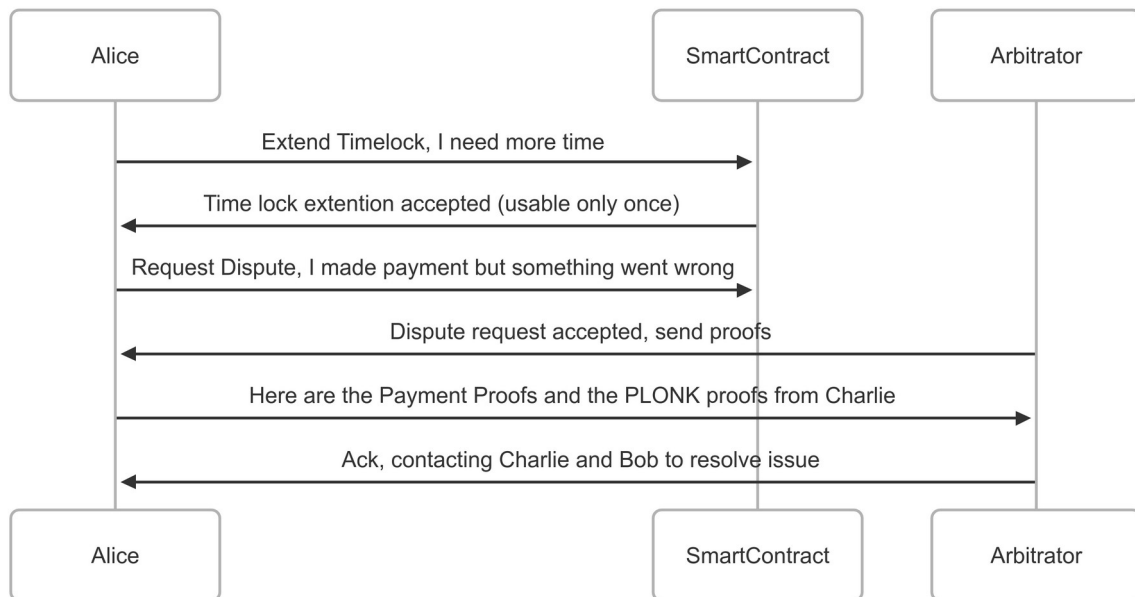 Alice
SmartContract
Arbitrator
Extend Timelock, I need more time
Time lock extention accepted (usable only once)
Request Dispute, I made payment but something went wrong
Dispute request accepted, send proofs
Here are the Payment Proofs and the PLONK proofs from Charlie
Ack, contacting Charlie and Bob to resolve issue
Alice
SmartContract
Arbitrator